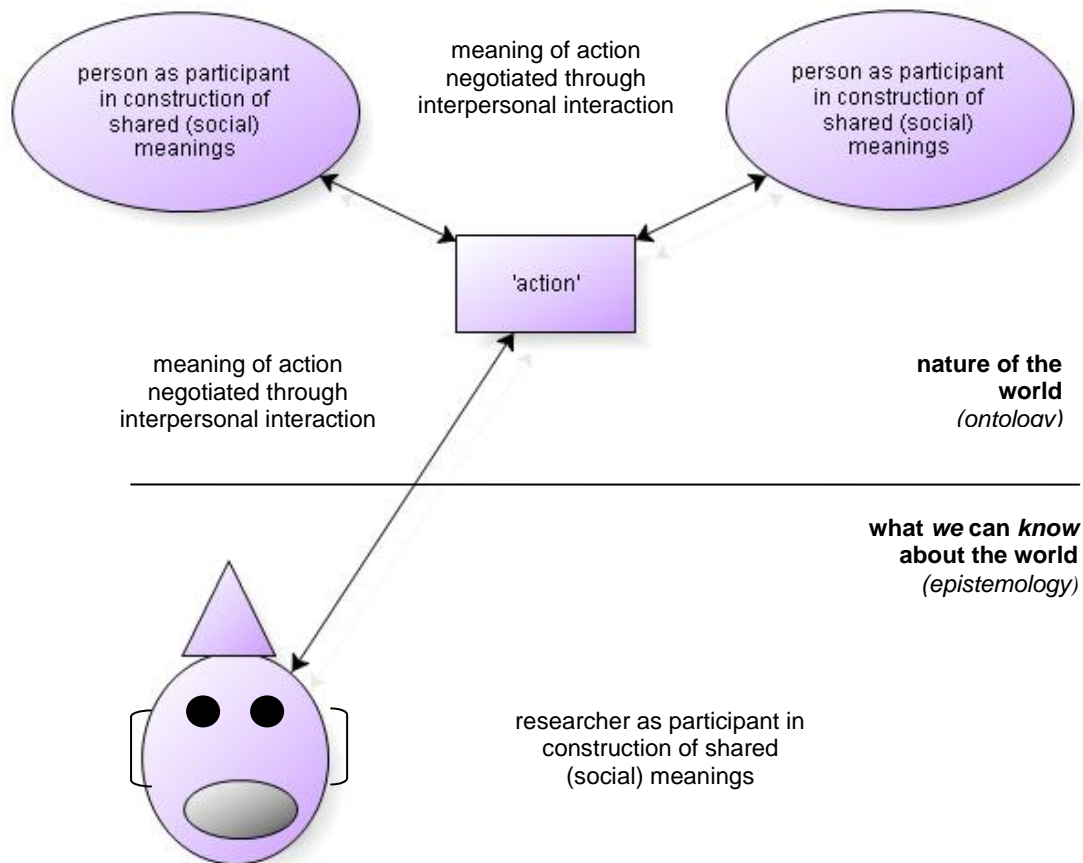 person as participant
in construction of
shared (social)
meanings
meaning of action
negotiated through
interpersonal interaction
person as participant
in construction of
shared (social)
meanings
'action'
meaning of action
negotiated through
interpersonal interaction
nature of the
world
(ontology)
what we can know
about the world
(epistemology)
researcher as participant in
construction of shared
(social) meanings